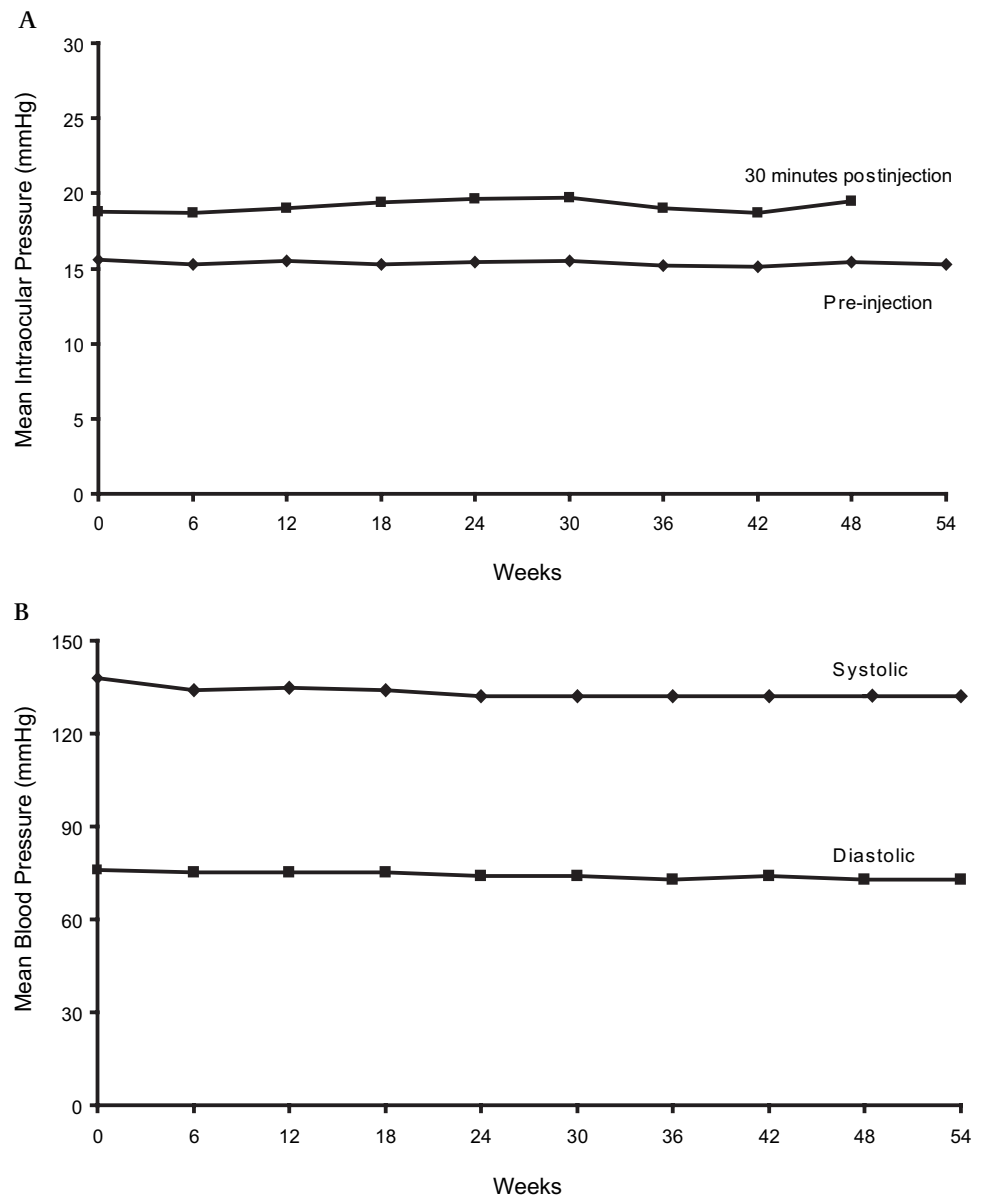 A
Mean Intraocular Pressure (mmHg)
30
25
20
15
10
5
0
30 minutes postinjection
Pre-injection
0 6 12 18 24 30 36 42 48 54
Weeks
B
Mean Blood Pressure (mmHg)
150
120
90
60
30
0
Systolic
Diastolic
0 6 12 18 24 30 36 42 48 54
Weeks